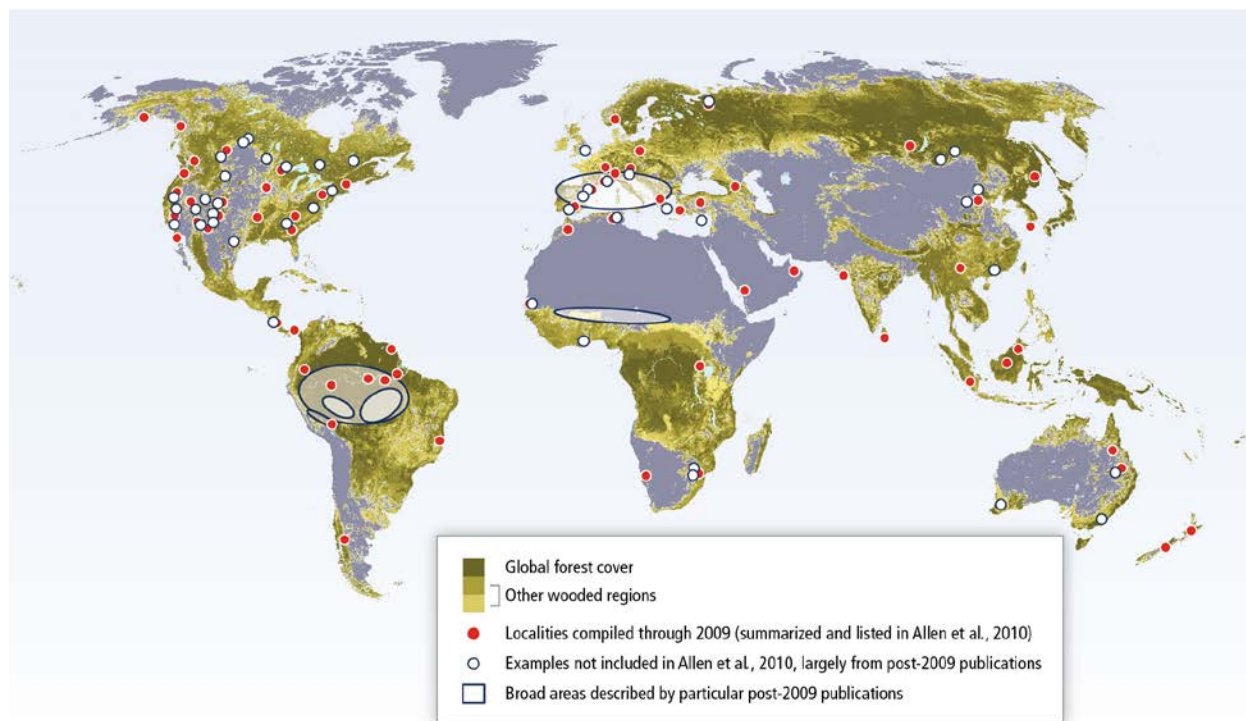 Global forest cover
Other wooded regions
Localities compiled through 2009 (summarized and listed in Allen et al., 2010)
Examples not included in Allen et al., 2010, largely from post-2009 publications
Broad areas described by particular post-2009 publications